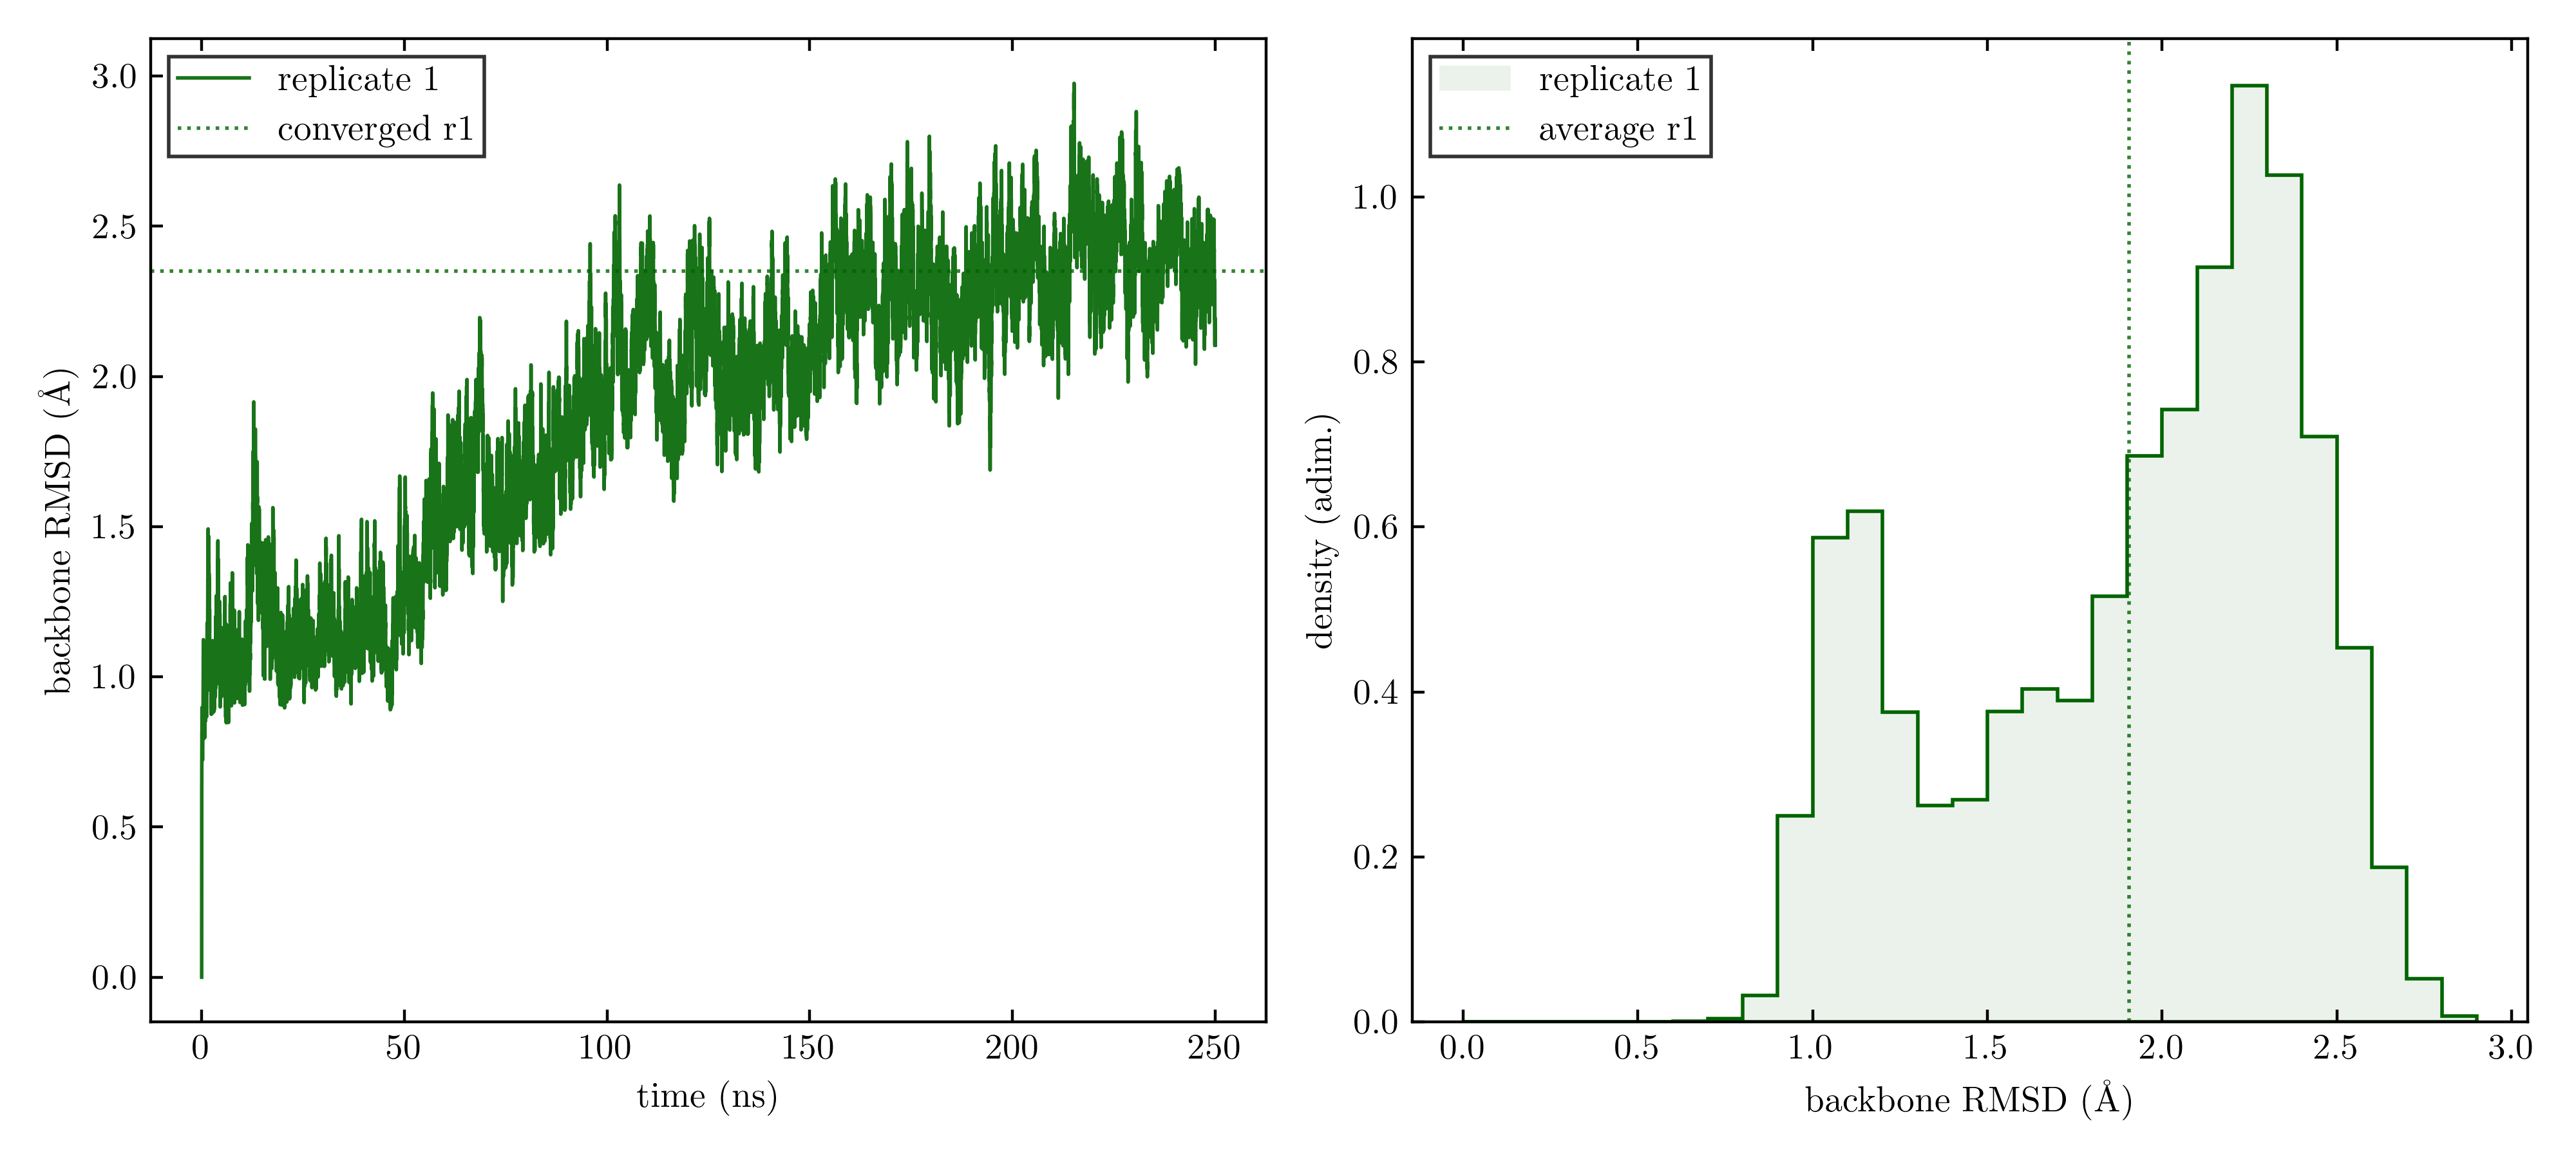 replicate 1
converged r1
3.0
2.5
2.0
1.5
1.0
0.5
0.0
backbone RMSD (Å)
0 50 100 150 200 250
time (ns)
replicate 1
average r1
1.0
0.8
0.6
0.4
0.2
0.0
density (adim.)
0.0 0.5 1.0 1.5 2.0 2.5 3.0
backbone RMSD (Å)